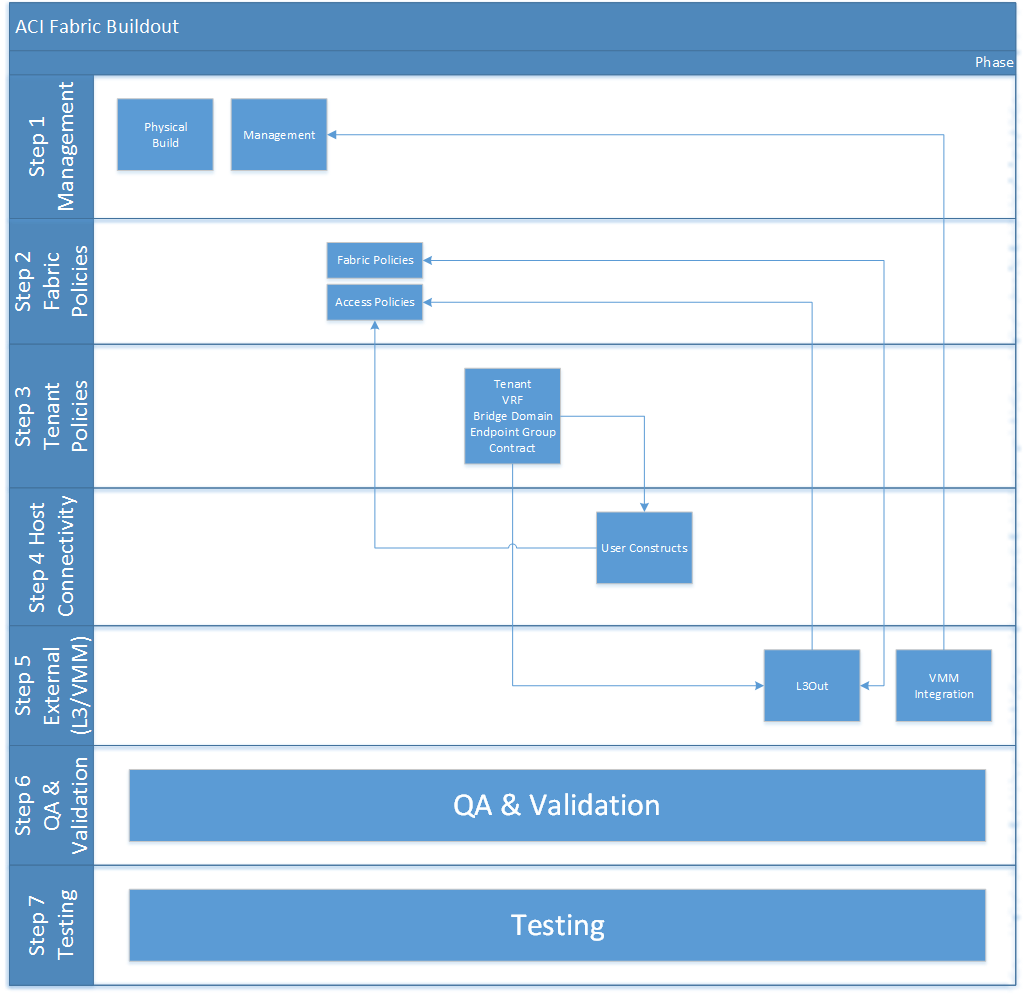 ACI Fabric Buildout
Phase
Step 1
Management
Physical
Build
Management
Step 2
Fabric
Policies
Fabric Policies
Access Policies
Step 3
Tenant
Policies
Tenant
VRF
Bridge Domain
Endpoint Group
Contract
Step 4 Host
Connectivity
User Constructs
Step 5
External
(L3/VMM)
L3Out
VMM
Integration
Step 6
QA &
Validation
QA & Validation
Step 7
Testing
Testing